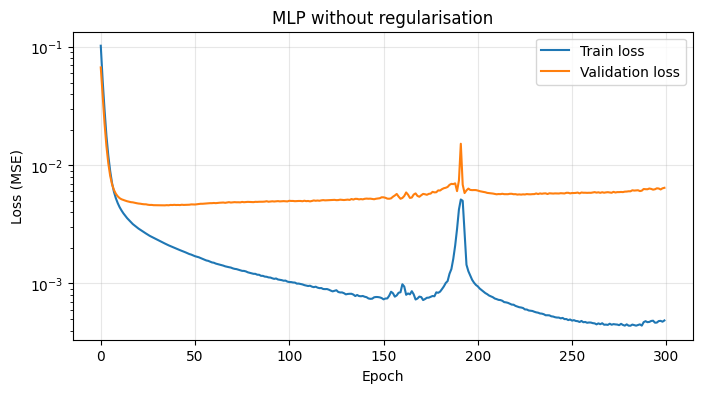 MLP without regularisation
Train loss
Validation loss
Loss (MSE)
10⁻¹
10⁻²
10⁻³
0 50 100 150 200 250 300
Epoch